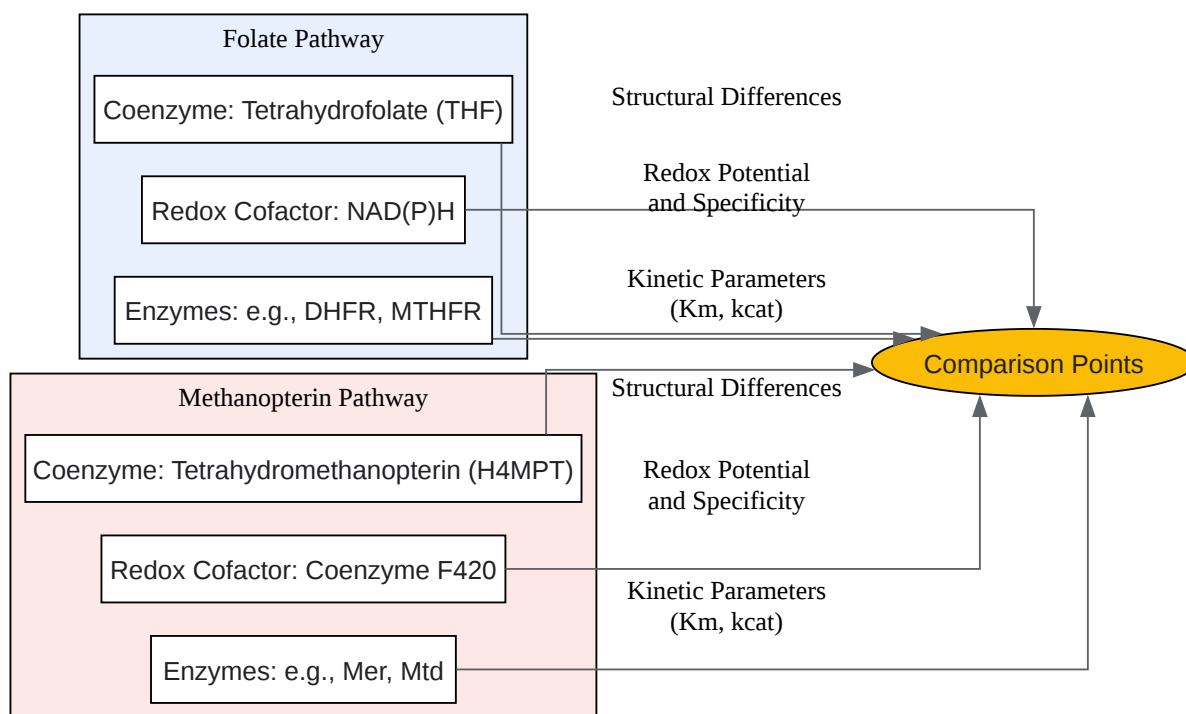 Folate Pathway
Coenzyme: Tetrahydrofolate (THF)
Redox Cofactor: NAD(P)H
Enzymes: e.g., DHFR, MTHFR
Structural Differences
Redox Potential
and Specificity
Kinetic Parameters
(Km, kcat)
Comparison Points
Methanopterin Pathway
Coenzyme: Tetrahydromethanopterin (H4MPT)
Redox Cofactor: Coenzyme F420
Enzymes: e.g., Mer, Mtd
Structural Differences
Redox Potential
and Specificity
Kinetic Parameters
(Km, kcat)